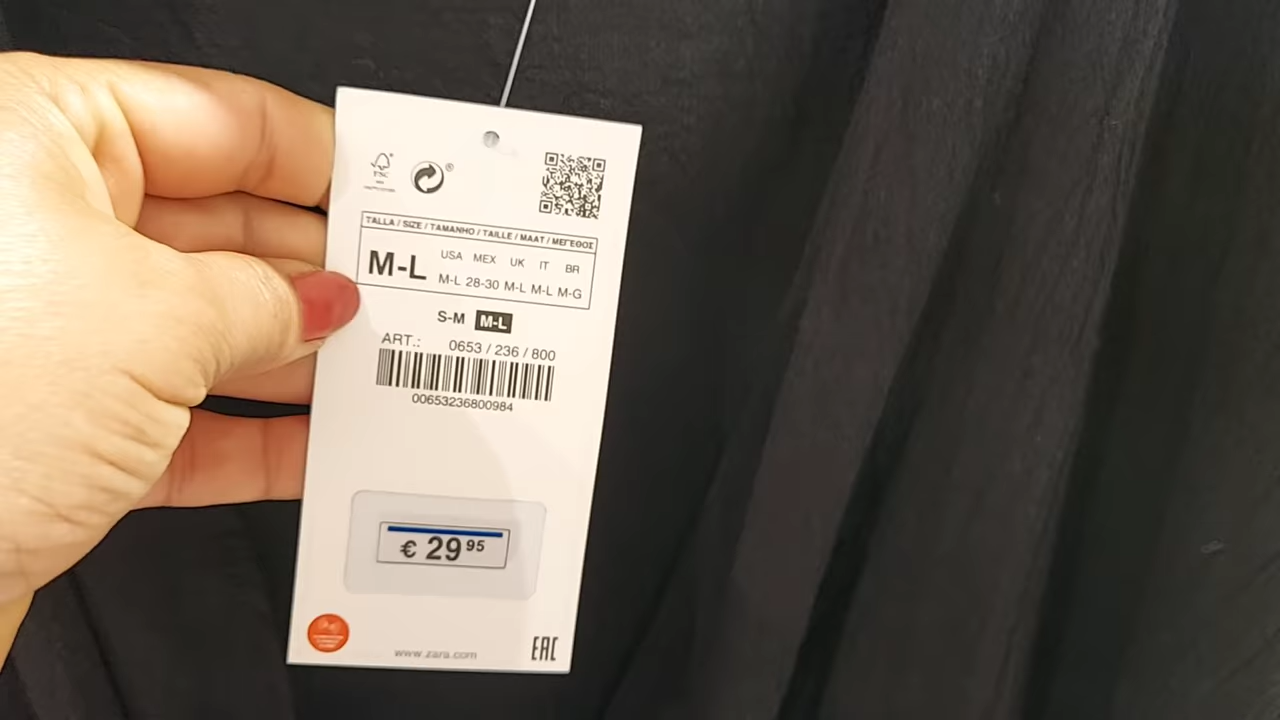 FSC
®
TALLA / SIZE / TAMANHO / TAILLE / MAAT / ΜΕΓΕΘΟΣ
M-L
USA MEX UK IT BR
M-L 28-30 M-L M-L M-G
S-M M-L
ART.: 0653 / 236 / 800
00653236800984
€ 29 95
www.zara.com
EAC